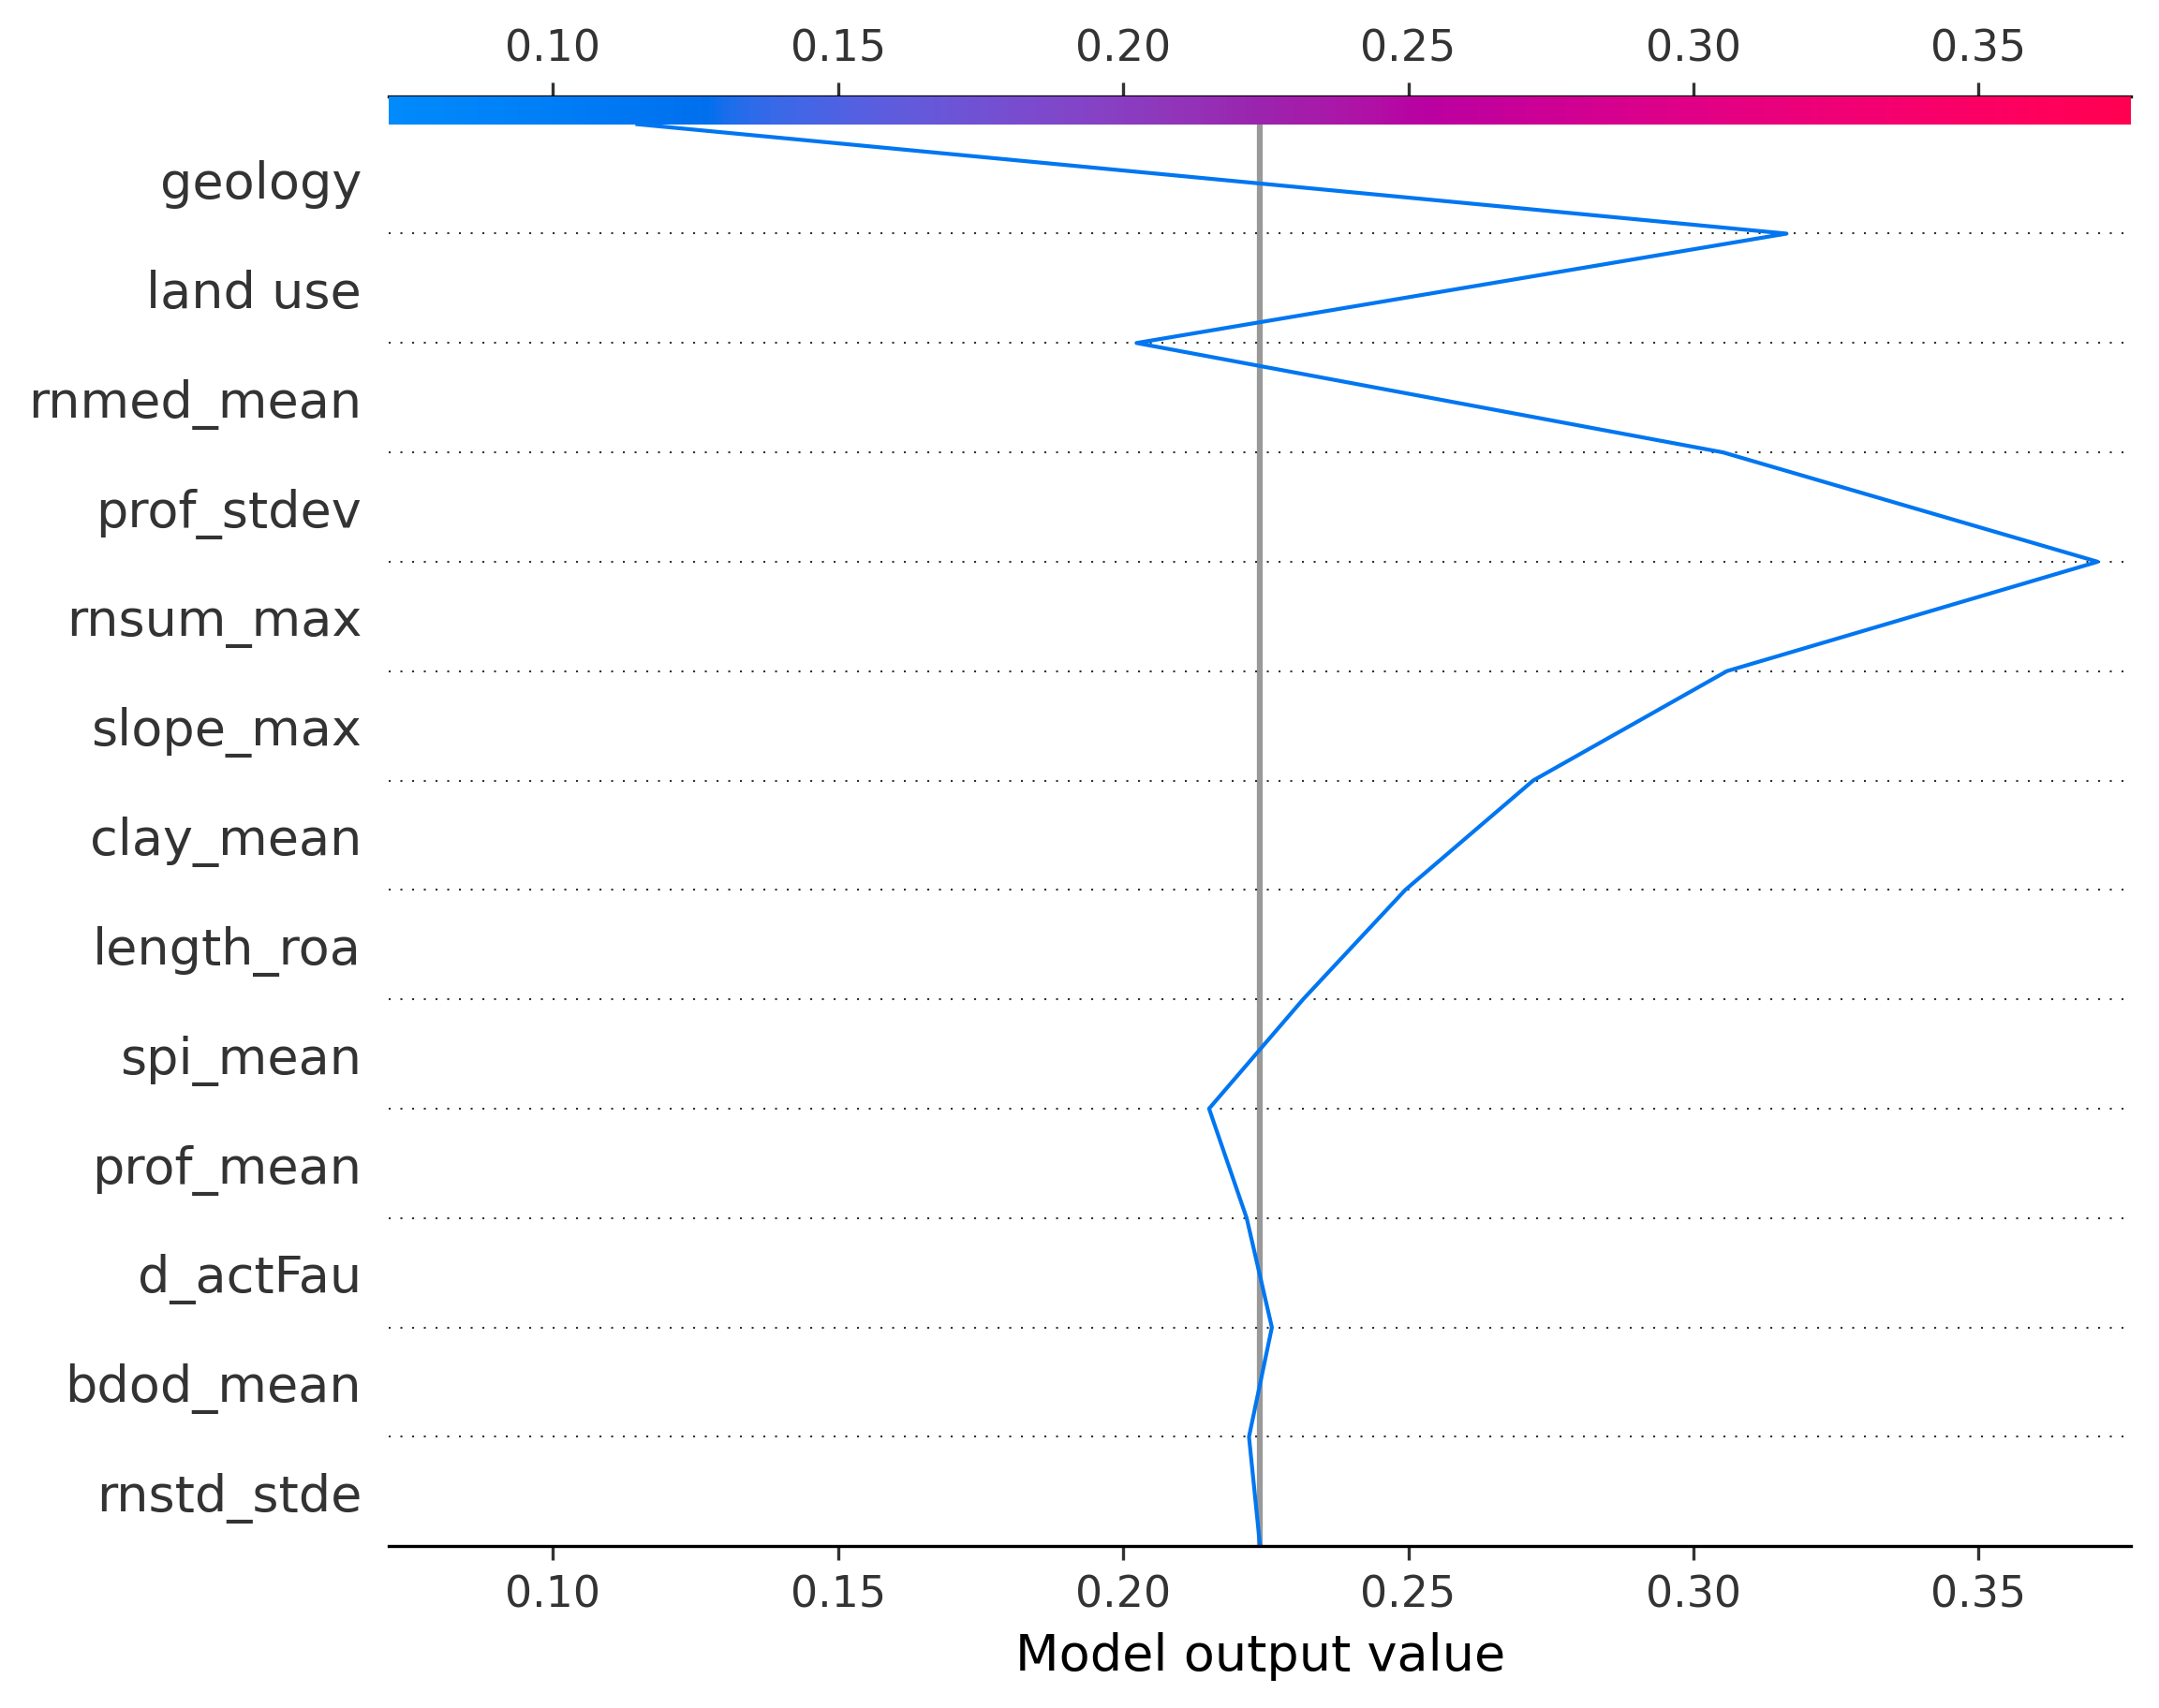 0.10 0.15 0.20 0.25 0.30 0.35
geology
land use
rnmed_mean
prof_stdev
rnsum_max
slope_max
clay_mean
length_roa
spi_mean
prof_mean
d_actFau
bdod_mean
rnstd_stde
0.10 0.15 0.20 0.25 0.30 0.35
Model output value